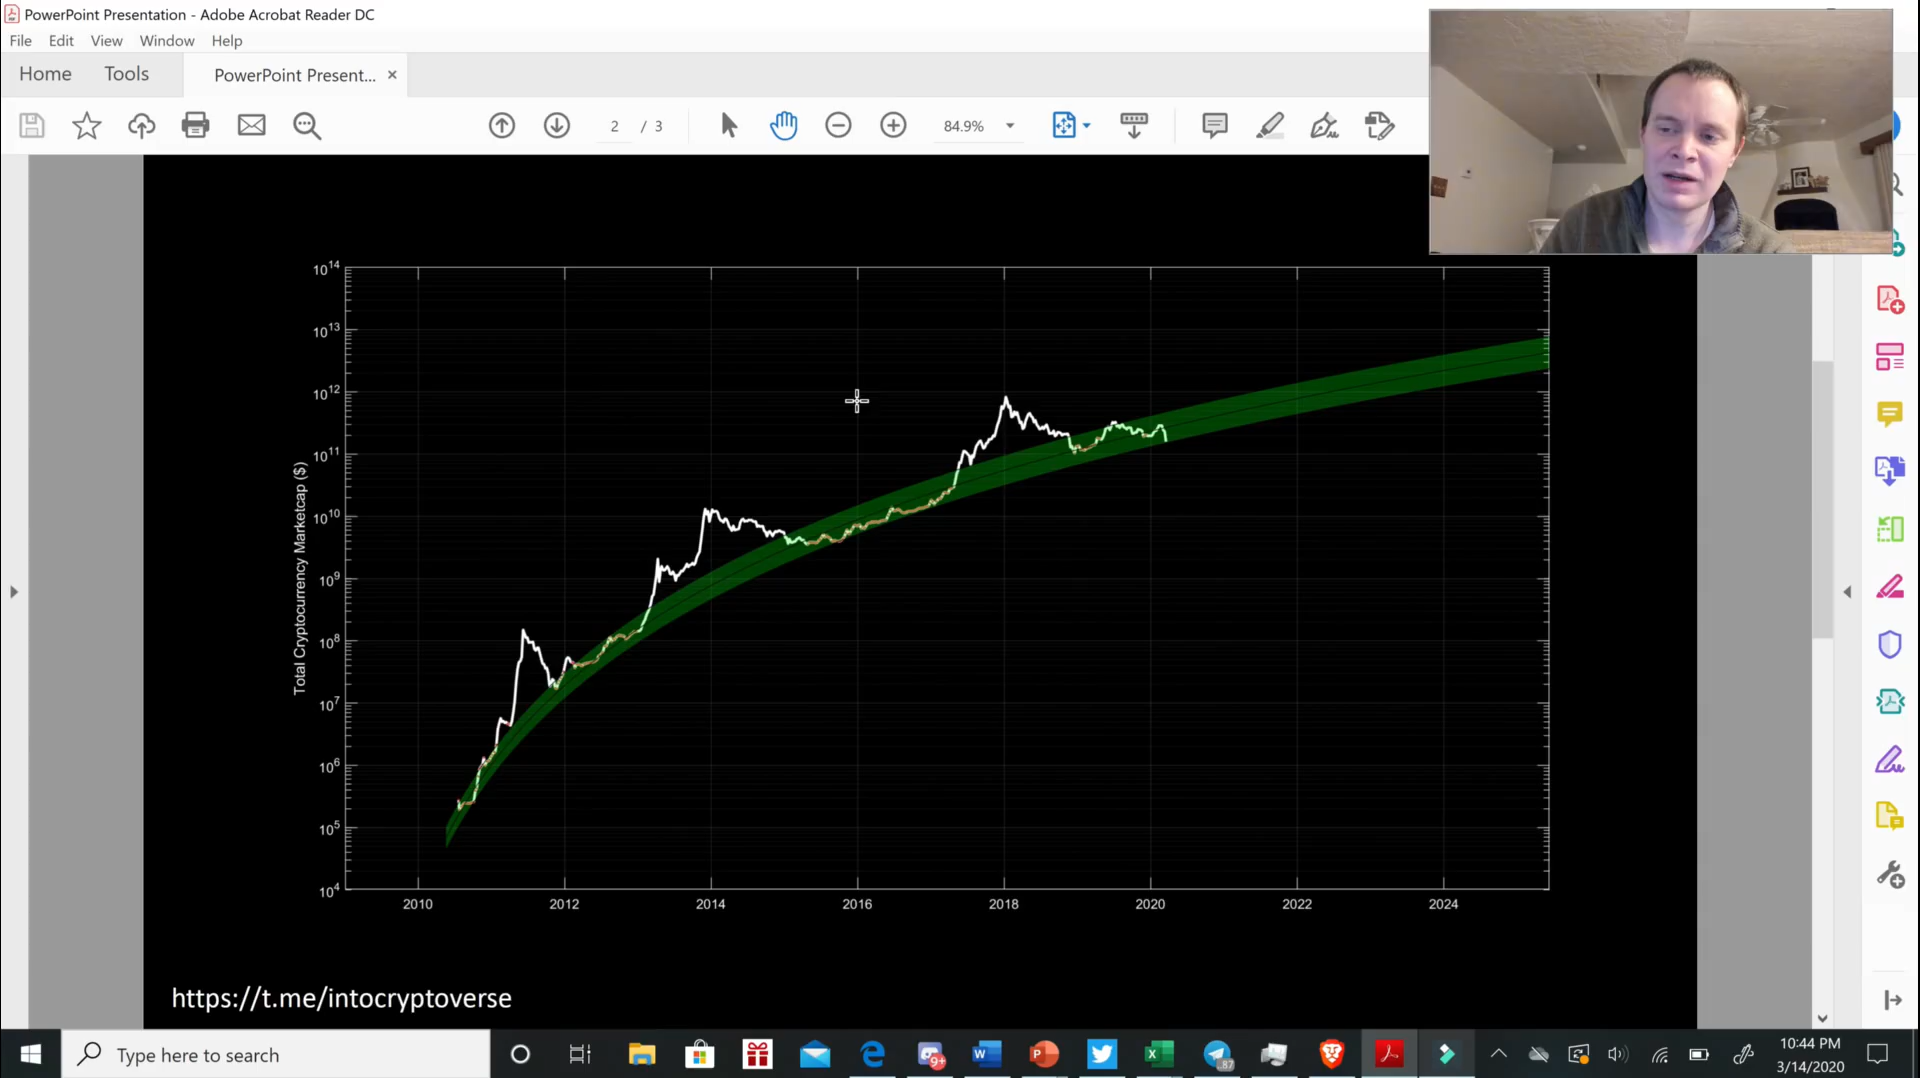 PowerPoint Presentation - Adobe Acrobat Reader DC
File Edit View Window Help
Home Tools PowerPoint Present... ×
2 / 3 84.9%
10^14
10^13
10^12
10^11
10^10
10^9
10^8
10^7
10^6
10^5
10^4
Total Cryptocurrency Marketcap ($)
2010 2012 2014 2016 2018 2020 2022 2024
https://t.me/intocryptoverse
Type here to search
9+
87
10:44 PM
3/14/2020